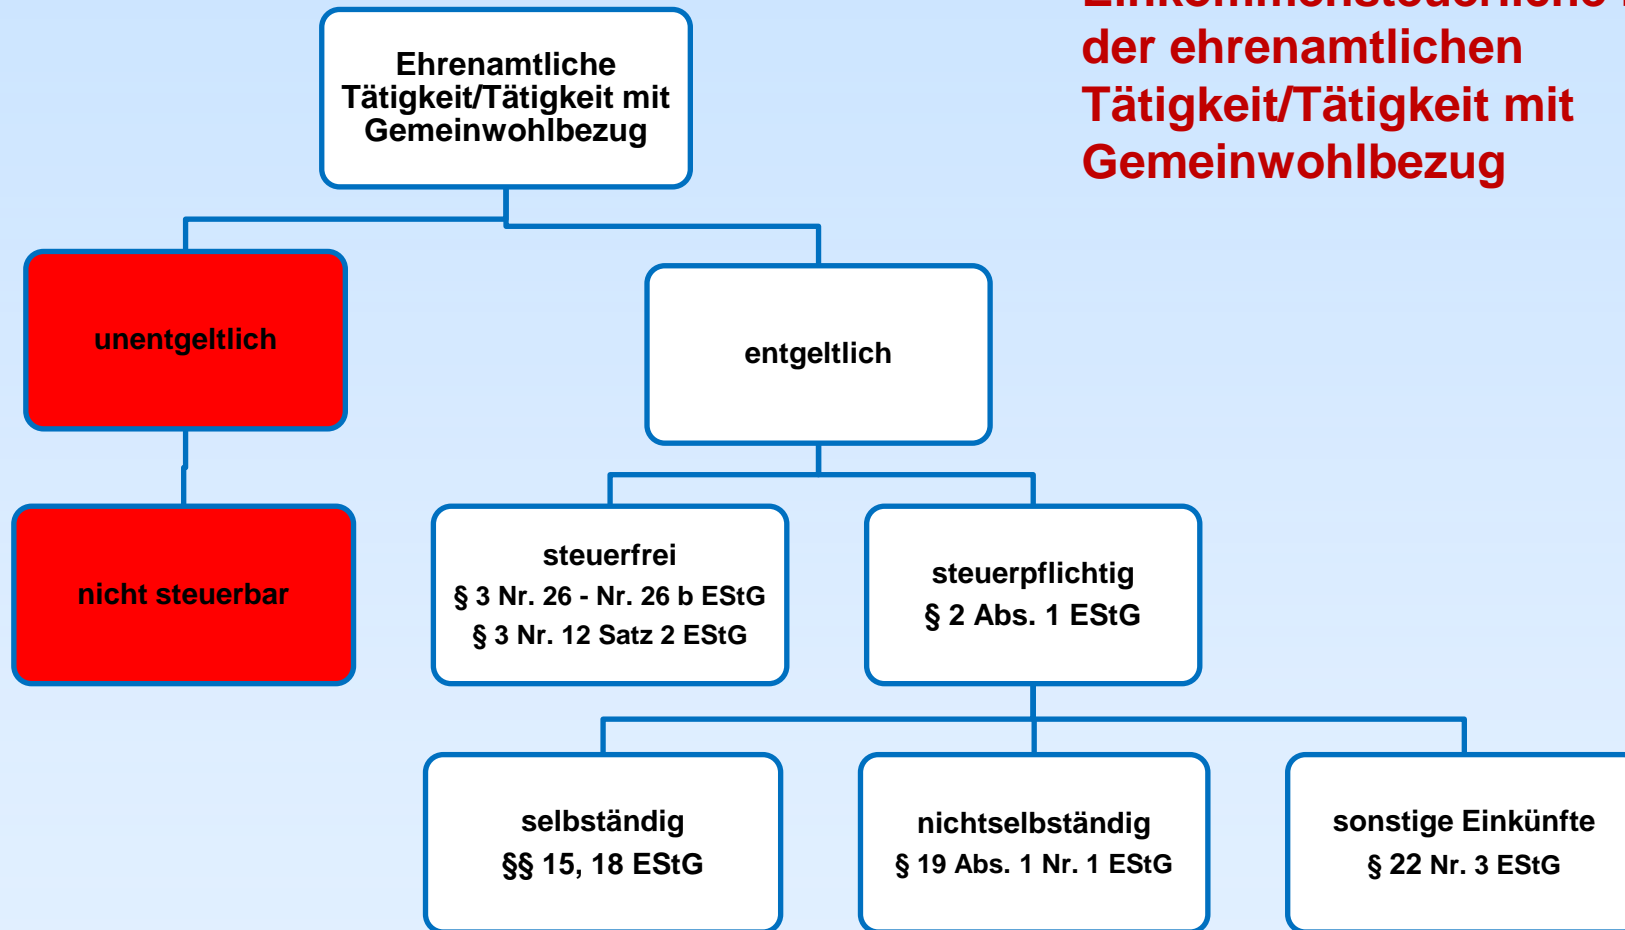 Einkommensteuerliche
der ehrenamtlichen
Tätigkeit/Tätigkeit mit
Gemeinwohlbezug
Ehrenamtliche
Tätigkeit/Tätigkeit mit
Gemeinwohlbezug
unentgeltlich
entgeltlich
nicht steuerbar
steuerfrei
§ 3 Nr. 26 - Nr. 26 b EStG
§ 3 Nr. 12 Satz 2 EStG
steuerpflichtig
§ 2 Abs. 1 EStG
selbständig
§§ 15, 18 EStG
nichtselbständig
§ 19 Abs. 1 Nr. 1 EStG
sonstige Einkünfte
§ 22 Nr. 3 EStG